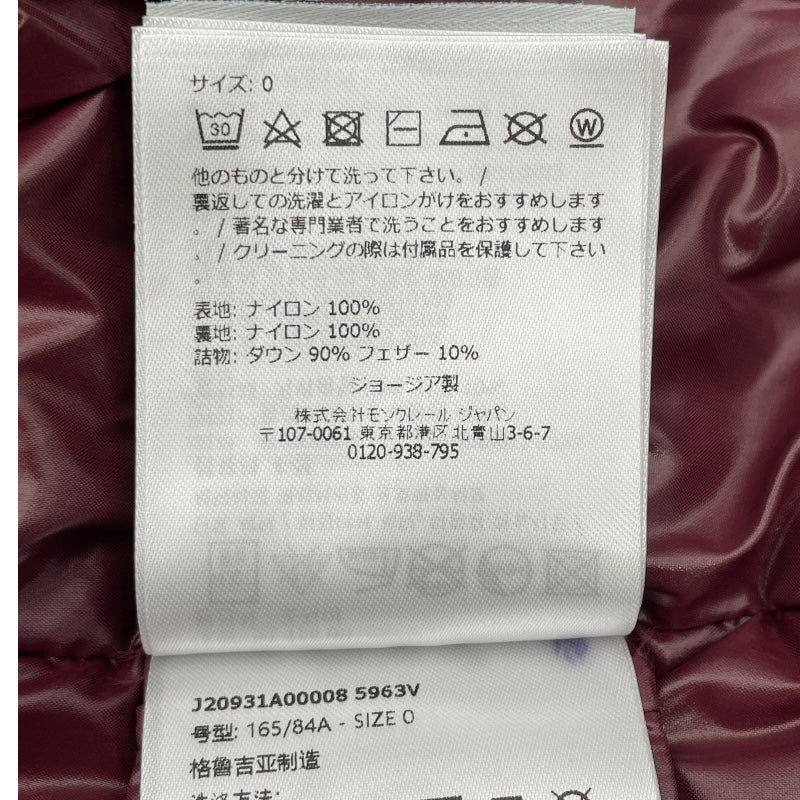 サイズ: 0
30 W
他のものと分けて洗って下さい。 /
裏返しての洗濯とアイロンがけをおすすめします
。 / 著名な専門業者で洗うことをおすすめします
。 / クリーニングの際は付属品を保護して下さい
。
表地: ナイロン 100%
裏地: ナイロン 100%
詰物: ダウン 90% フェザー 10%
ジョージア製
株式会社モンクレール ジャパン
〒107-0061 東京都港区北青山3-6-7
0120-938-795
J20931A00008 5963V
号型: 165/84A - SIZE 0
格鲁吉亚制造